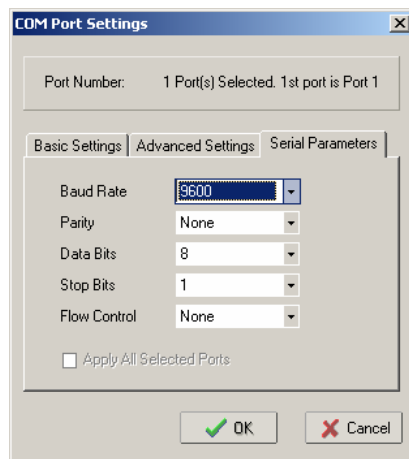 COM Port Settings
Port Number: 1 Port(s) Selected. 1st port is Port 1
Basic Settings Advanced Settings Serial Parameters
Baud Rate 9600
Parity None
Data Bits 8
Stop Bits 1
Flow Control None
Apply All Selected Ports
OK Cancel